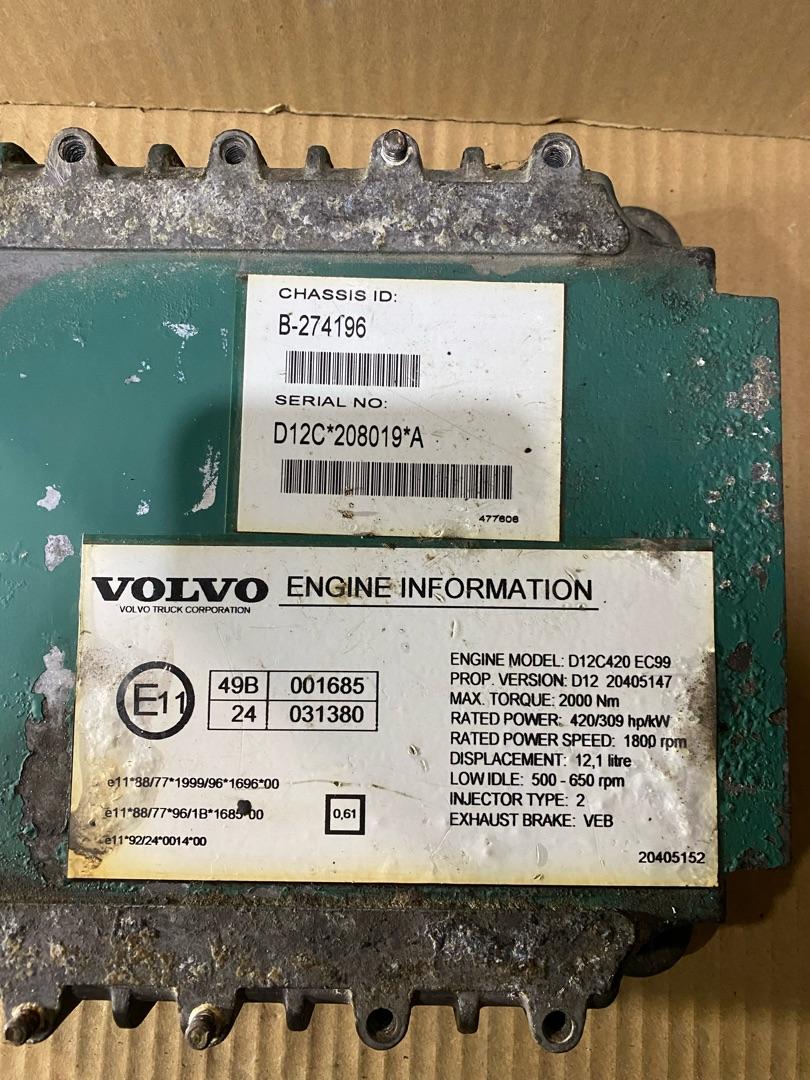 CHASSIS ID:
B-274196
SERIAL NO:
D12C*208019*A
477606
VOLVO ENGINE INFORMATION
VOLVO TRUCK CORPORATION
E11
49B 001685
24 031380
e11*88/77*1999/96*1696*00
e11*88/77*96/1B*1685*00
e11*92/24*0014*00
0,61
ENGINE MODEL: D12C420 EC99
PROP. VERSION: D12 20405147
MAX. TORQUE: 2000 Nm
RATED POWER: 420/309 hp/kW
RATED POWER SPEED: 1800 rpm
DISPLACEMENT: 12,1 litre
LOW IDLE: 500 - 650 rpm
INJECTOR TYPE: 2
EXHAUST BRAKE: VEB
20405152